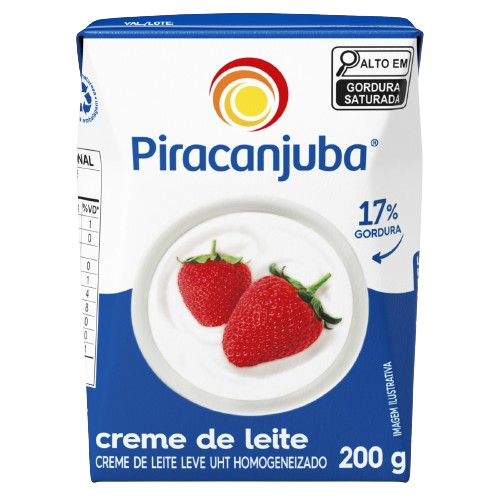 VAL./LOTE:
ALTO EM
GORDURA
SATURADA
Piracanjuba®
17%
GORDURA
%VD*
creme de leite
CREME DE LEITE LEVE UHT HOMOGENEIZADO
200 g
IMAGEM ILUSTRATIVA